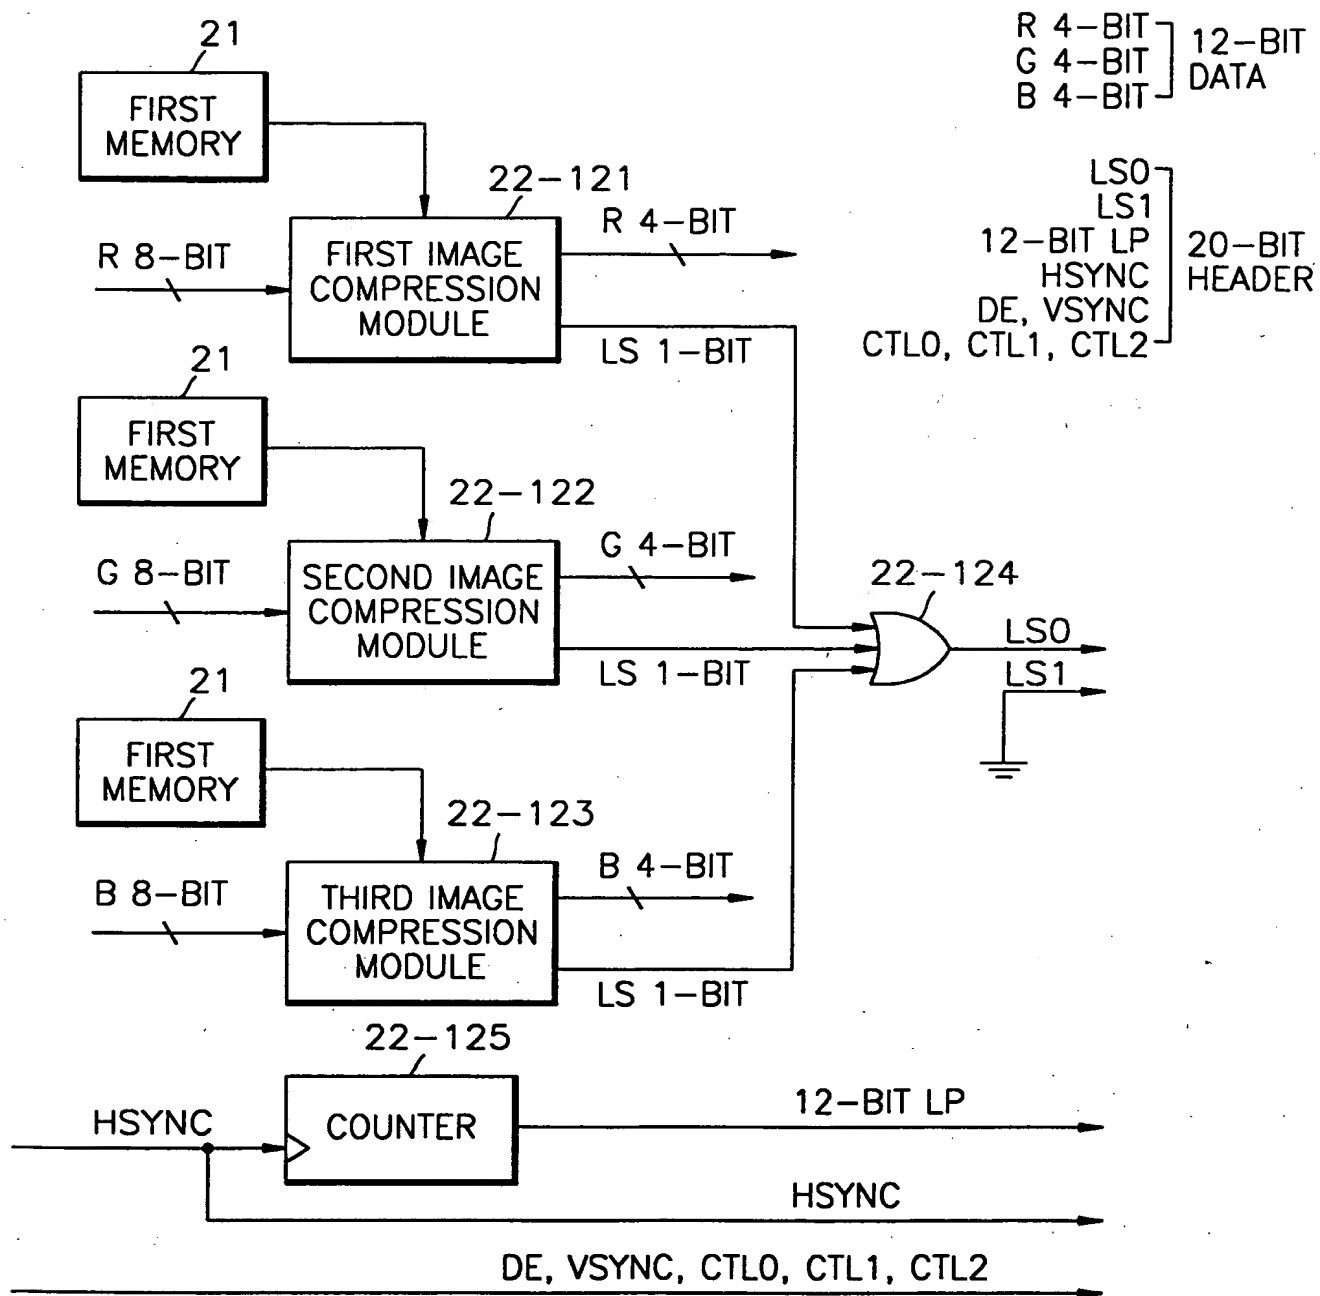 21
FIRST
MEMORY
R 4-BIT
G 4-BIT
B 4-BIT
12-BIT
DATA
22-121
R 8-BIT
FIRST IMAGE
COMPRESSION
MODULE
R 4-BIT
LS 1-BIT
LS0
LS1
12-BIT LP
HSYNC
DE, VSYNC
CTL0, CTL1, CTL2
20-BIT
HEADER
21
FIRST
MEMORY
22-122
G 8-BIT
SECOND IMAGE
COMPRESSION
MODULE
G 4-BIT
LS 1-BIT
22-124
LS0
LS1
21
FIRST
MEMORY
22-123
B 8-BIT
THIRD IMAGE
COMPRESSION
MODULE
B 4-BIT
LS 1-BIT
22-125
HSYNC
COUNTER
12-BIT LP
HSYNC
DE, VSYNC, CTL0, CTL1, CTL2